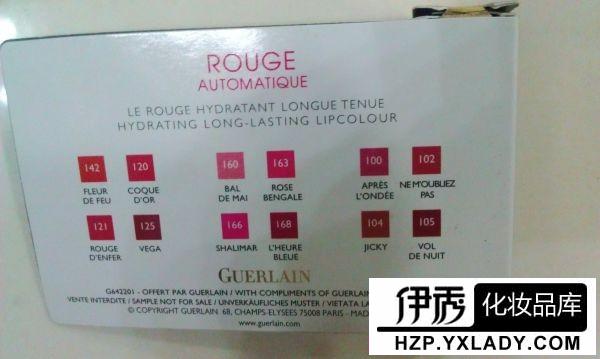 ROUGE
AUTOMATIQUE
LE ROUGE HYDRATANT LONGUE TENUE
HYDRATING LONG-LASTING LIPCOLOUR
142 120 160 163 100 102
FLEUR DE FEU
COQUE D'OR
BAL DE MAI
ROSE BENGALE
APRÈS L'ONDÉE
NE M'OUBLIEZ PAS
121 125 166 168 104 105
ROUGE D'ENFER
VEGA
SHALIMAR
L'HEURE BLEUE
JICKY
VOL DE NUIT
GUERLAIN
G642201 - OFFERT PAR GUERLAIN / WITH COMPLIMENTS OF GUERLAIN
VENTE INTERDITE / SAMPLE NOT FOR SALE / UNVERKÄUFLICHES MUSTER / VIETATA LA
© COPYRIGHT GUERLAIN 68, CHAMPS-ELYSEES 75008 PARIS - MAD
www.guerlain.com
伊秀 化妆品库
HZP.YXLADY.COM